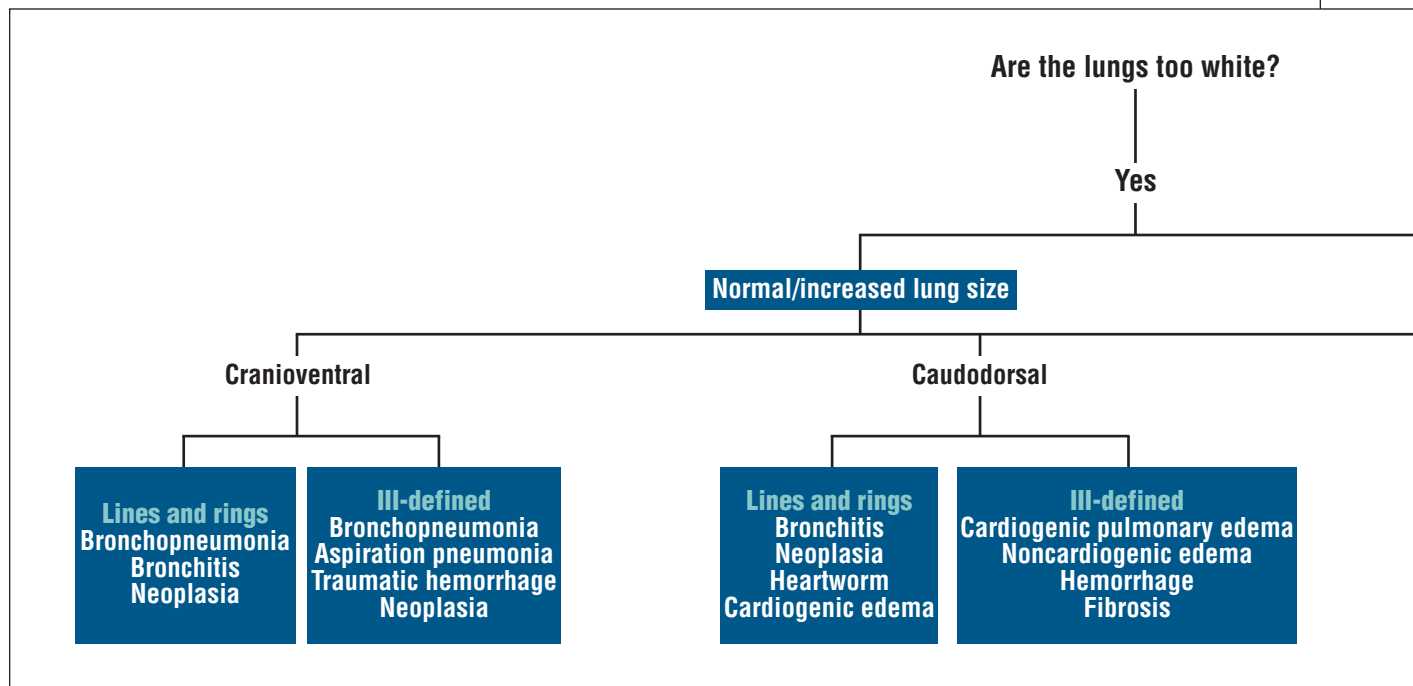 Are the lungs too white?
Yes
Normal/increased lung size
Cranioventral
Caudodorsal
Lines and rings
Bronchopneumonia
Bronchitis
Neoplasia
Ill-defined
Bronchopneumonia
Aspiration pneumonia
Traumatic hemorrhage
Neoplasia
Lines and rings
Bronchitis
Neoplasia
Heartworm
Cardiogenic edema
Ill-defined
Cardiogenic pulmonary edema
Noncardiogenic edema
Hemorrhage
Fibrosis